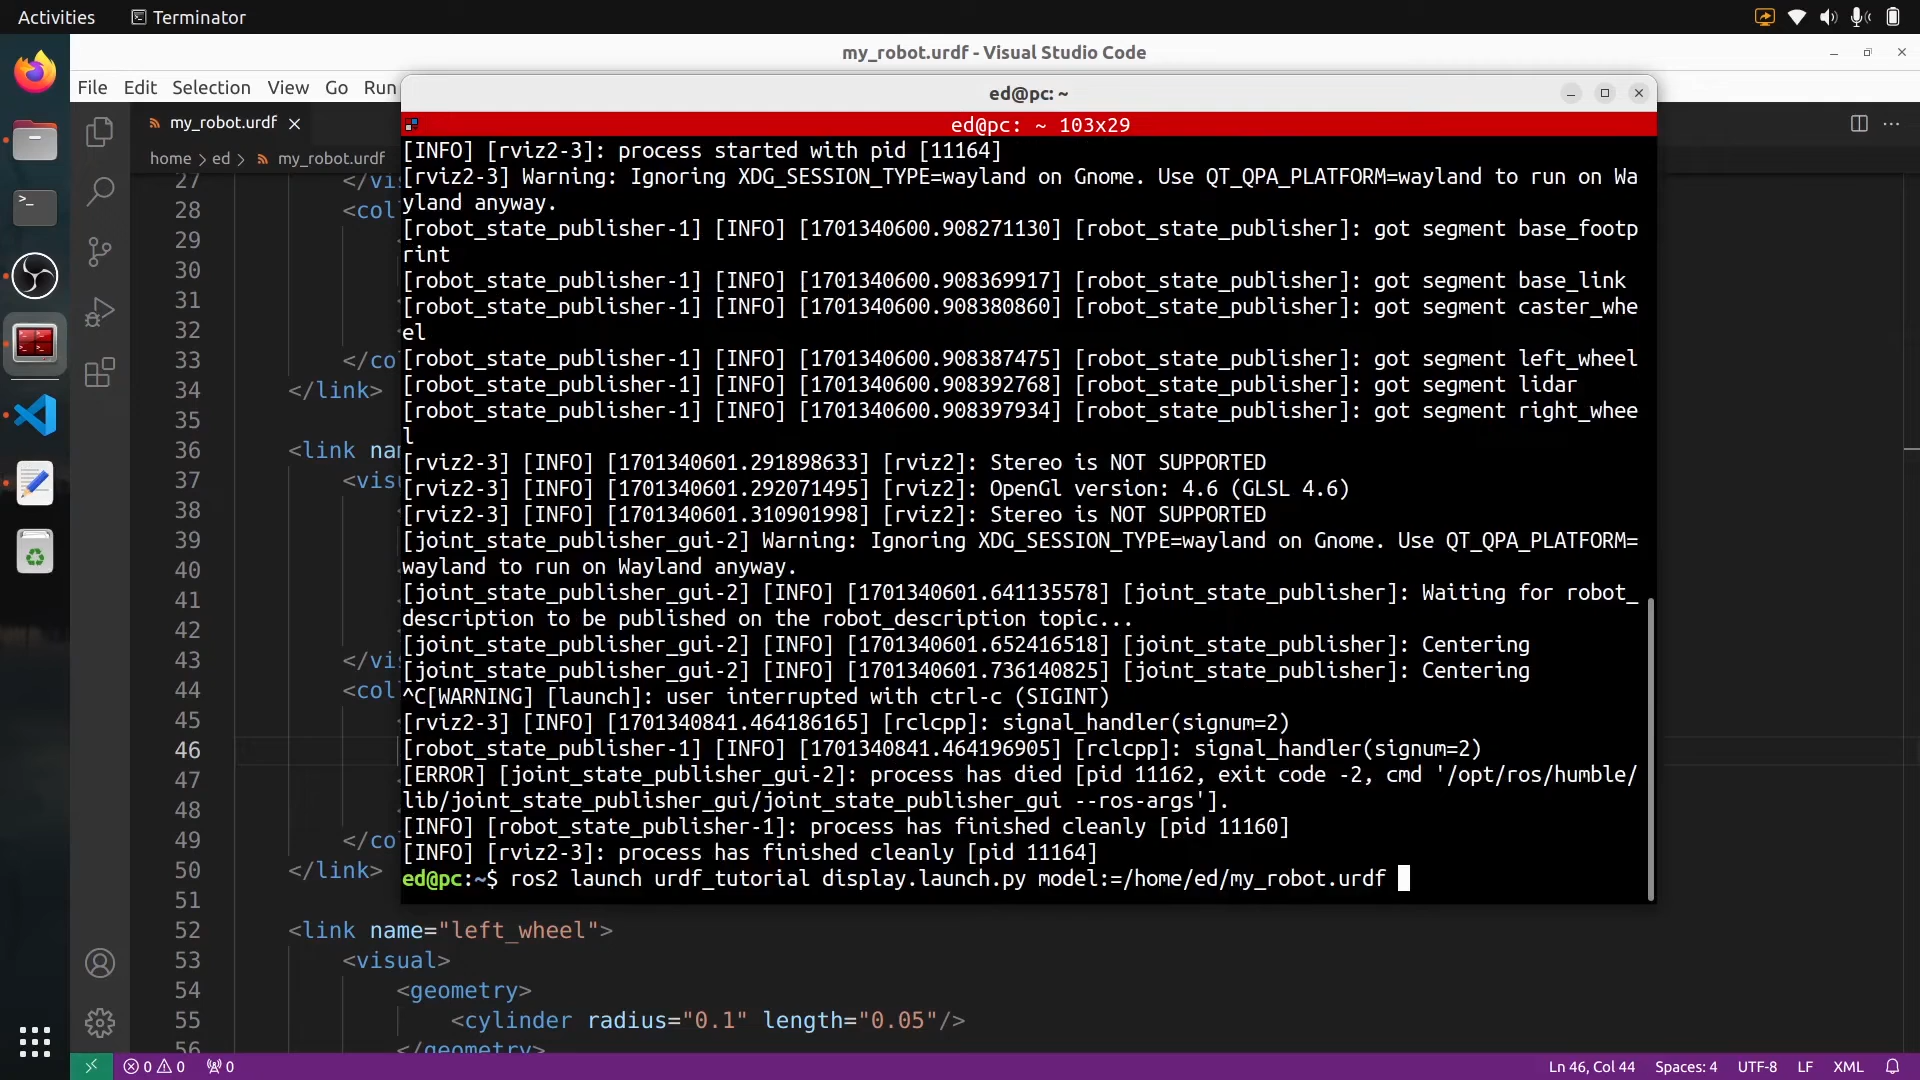 Activities
Terminator
my_robot.urdf - Visual Studio Code
File Edit Selection View Go Run
ed@pc: ~
my_robot.urdf
ed@pc: ~ 103x29
home > ed > my_robot.urdf
[INFO] [rviz2-3]: process started with pid [11164]
[rviz2-3] Warning: Ignoring XDG_SESSION_TYPE=wayland on Gnome. Use QT_QPA_PLATFORM=wayland to run on Wa
yland anyway.
[robot_state_publisher-1] [INFO] [1701340600.908271130] [robot_state_publisher]: got segment base_footp
rint
[robot_state_publisher-1] [INFO] [1701340600.908369917] [robot_state_publisher]: got segment base_link
[robot_state_publisher-1] [INFO] [1701340600.908380860] [robot_state_publisher]: got segment caster_whe
el
[robot_state_publisher-1] [INFO] [1701340600.908387475] [robot_state_publisher]: got segment left_wheel
[robot_state_publisher-1] [INFO] [1701340600.908392768] [robot_state_publisher]: got segment lidar
[robot_state_publisher-1] [INFO] [1701340600.908397934] [robot_state_publisher]: got segment right_whee
l
[rviz2-3] [INFO] [1701340601.291898633] [rviz2]: Stereo is NOT SUPPORTED
[rviz2-3] [INFO] [1701340601.292071495] [rviz2]: OpenGl version: 4.6 (GLSL 4.6)
[rviz2-3] [INFO] [1701340601.310901998] [rviz2]: Stereo is NOT SUPPORTED
[joint_state_publisher_gui-2] Warning: Ignoring XDG_SESSION_TYPE=wayland on Gnome. Use QT_QPA_PLATFORM=
wayland to run on Wayland anyway.
[joint_state_publisher_gui-2] [INFO] [1701340601.641135578] [joint_state_publisher]: Waiting for robot_
description to be published on the robot_description topic...
[joint_state_publisher_gui-2] [INFO] [1701340601.652416518] [joint_state_publisher]: Centering
[joint_state_publisher_gui-2] [INFO] [1701340601.736140825] [joint_state_publisher]: Centering
^C[WARNING] [launch]: user interrupted with ctrl-c (SIGINT)
[rviz2-3] [INFO] [1701340841.464186165] [rclcpp]: signal_handler(signum=2)
[robot_state_publisher-1] [INFO] [1701340841.464196905] [rclcpp]: signal_handler(signum=2)
[ERROR] [joint_state_publisher_gui-2]: process has died [pid 11162, exit code -2, cmd '/opt/ros/humble/
lib/joint_state_publisher_gui/joint_state_publisher_gui --ros-args'].
[INFO] [robot_state_publisher-1]: process has finished cleanly [pid 11160]
[INFO] [rviz2-3]: process has finished cleanly [pid 11164]
ed@pc:~$ ros2 launch urdf_tutorial display.launch.py model:=/home/ed/my_robot.urdf
27 </vis
28 <col
29
30
31
32
33 </co
34 </link>
35
36 <link na
37 <visu
38
39
40
41
42
43 </vis
44 <col
45
46
47
48
49 </co
50 </link>
51
52 <link name="left_wheel">
53 <visual>
54 <geometry>
55 <cylinder radius="0.1" length="0.05"/>
56 </geometry>
0 0 0
Ln 46, Col 44 Spaces: 4 UTF-8 LF XML